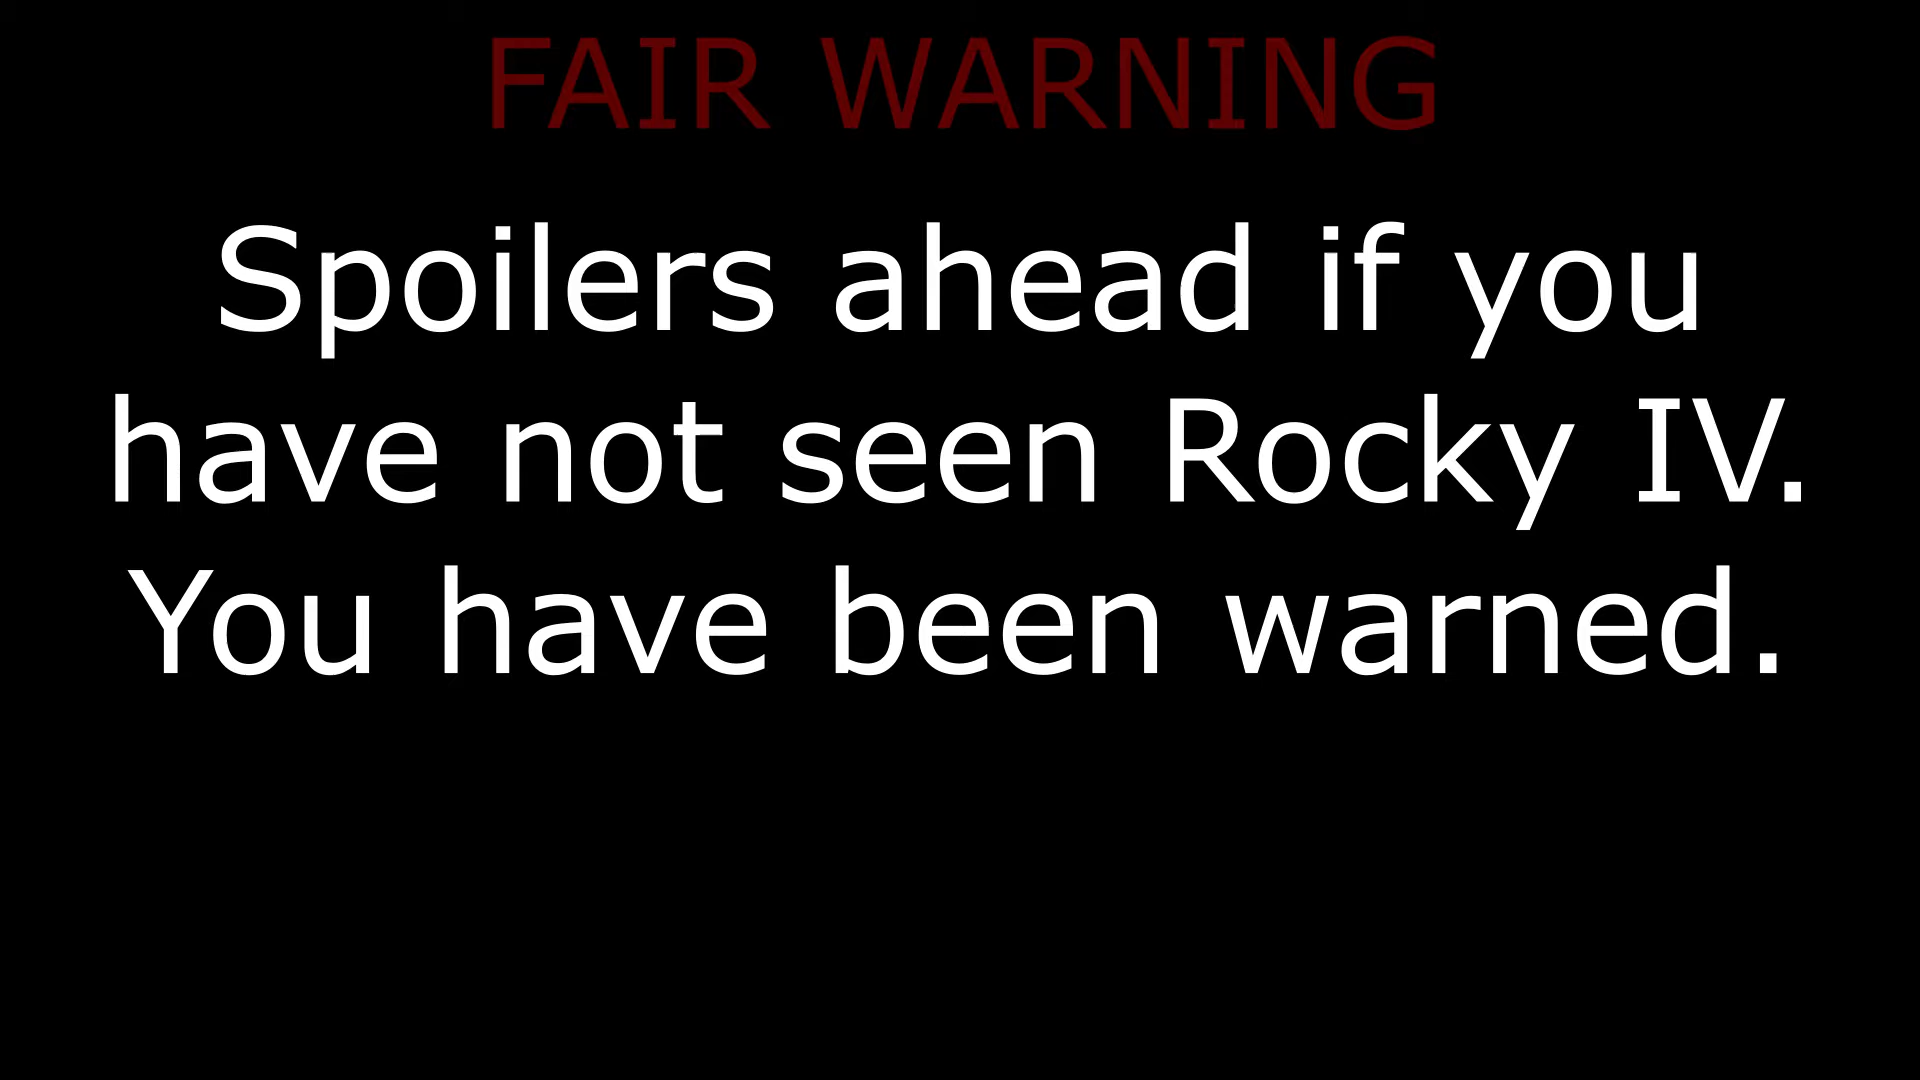 FAIR WARNING
Spoilers ahead if you
have not seen Rocky IV.
You have been warned.